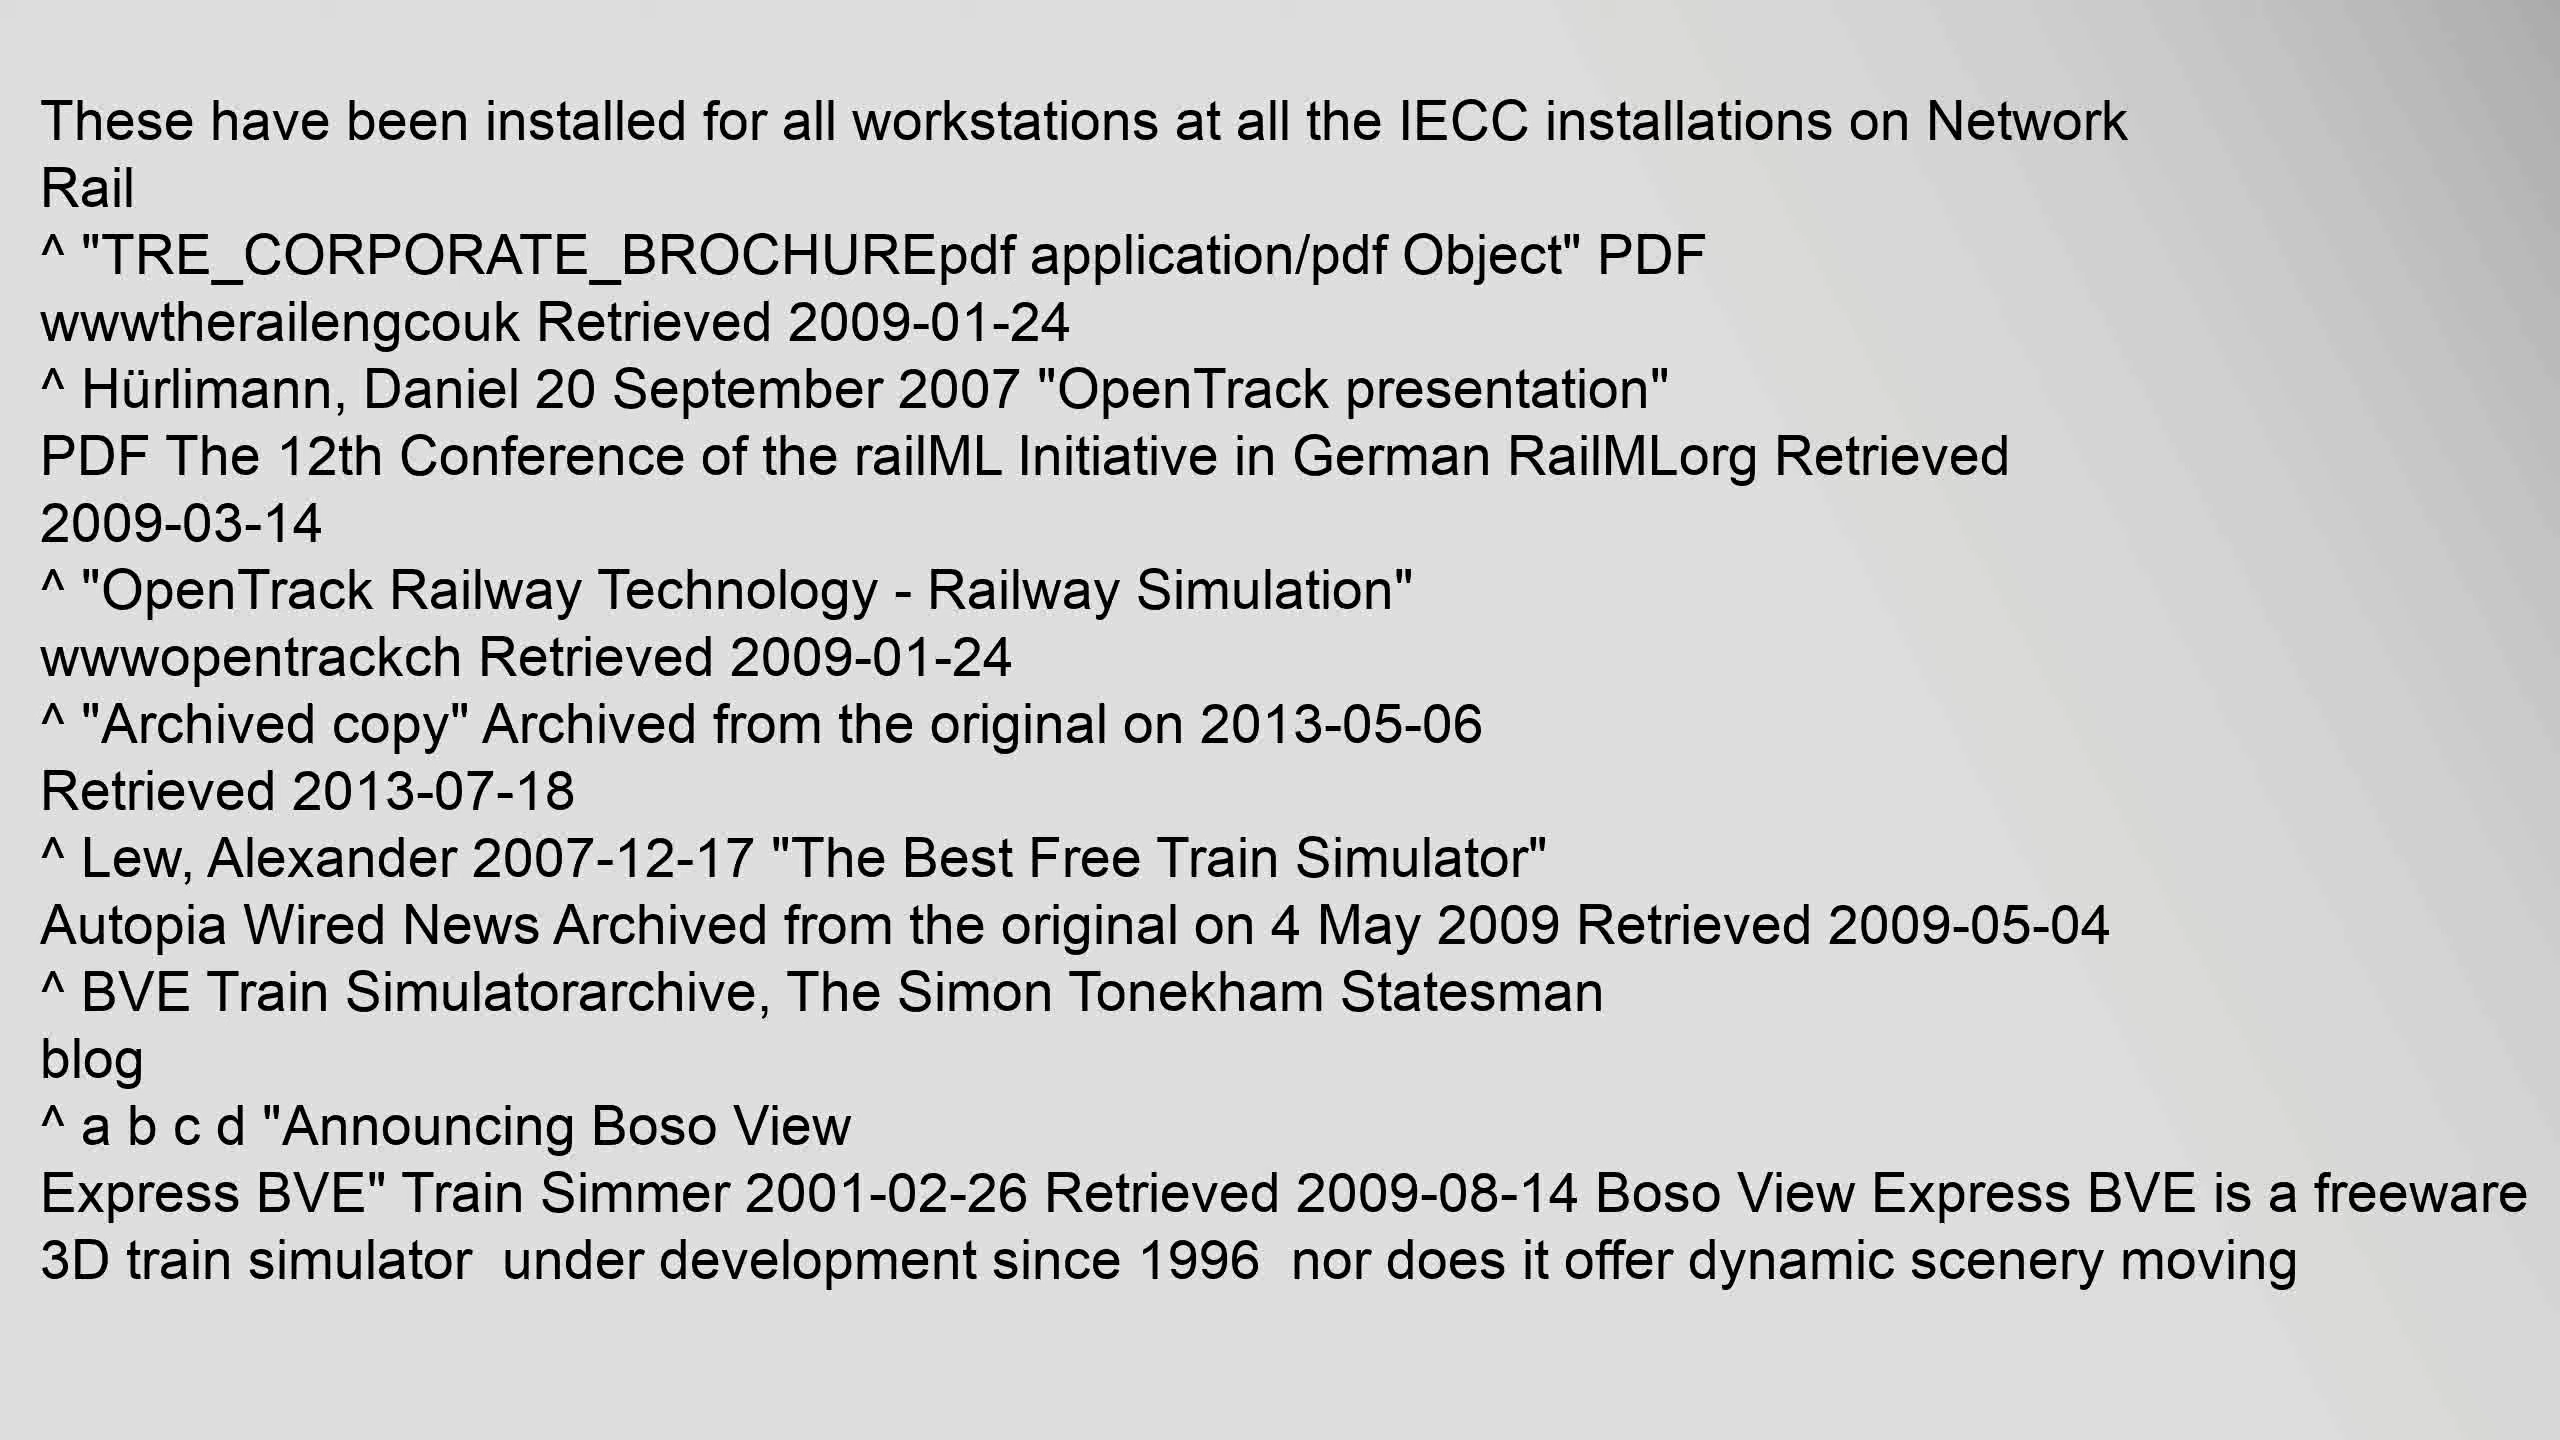 These have been installed for all workstations at all the IECC installations on Network
Rail
^ "TRE_CORPORATE_BROCHUREpdf application/pdf Object" PDF
wwwtherailengcouk Retrieved 2009-01-24
^ Hürlimann, Daniel 20 September 2007 "OpenTrack presentation"
PDF The 12th Conference of the railML Initiative in German RailMLorg Retrieved
2009-03-14
^ "OpenTrack Railway Technology - Railway Simulation"
wwwopentrackch Retrieved 2009-01-24
^ "Archived copy" Archived from the original on 2013-05-06
Retrieved 2013-07-18
^ Lew, Alexander 2007-12-17 "The Best Free Train Simulator"
Autopia Wired News Archived from the original on 4 May 2009 Retrieved 2009-05-04
^ BVE Train Simulatorarchive, The Simon Tonekham Statesman
blog
^ a b c d "Announcing Boso View
Express BVE" Train Simmer 2001-02-26 Retrieved 2009-08-14 Boso View Express BVE is a freeware
3D train simulator  under development since 1996  nor does it offer dynamic scenery moving